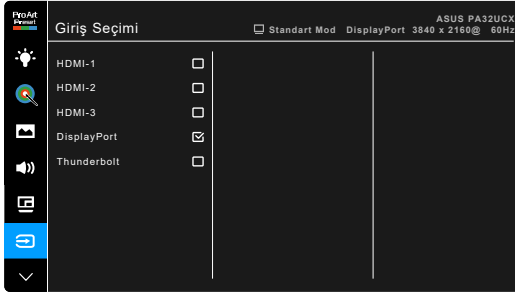 ProArt
Preset
Giriş Seçimi
ASUS PA32UCX
Standart Mod DisplayPort 3840 x 2160@ 60Hz
HDMI-1
HDMI-2
HDMI-3
DisplayPort
Thunderbolt